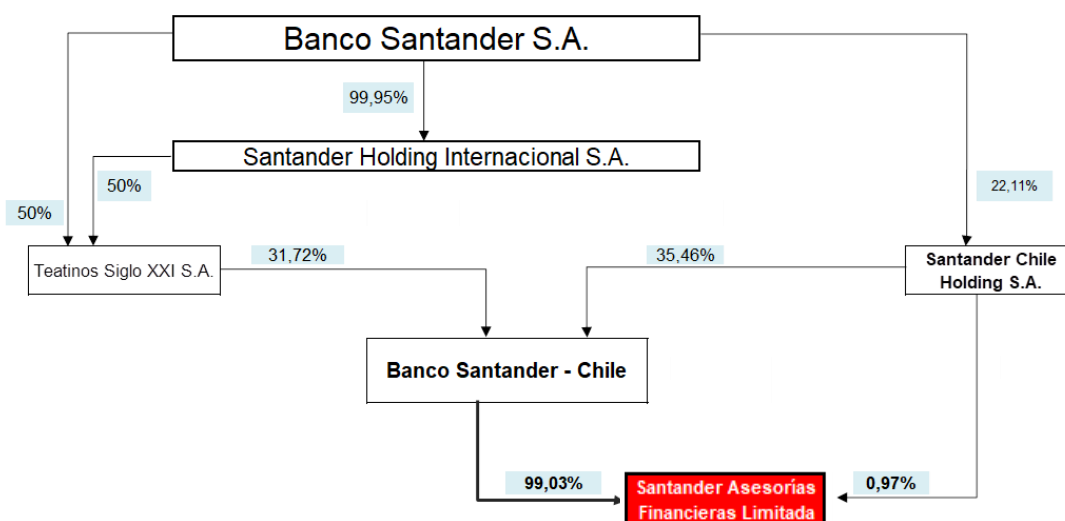 Banco Santander S.A.
99,95%
Santander Holding Internacional S.A.
50%
50%
22,11%
Teatinos Siglo XXI S.A.
31,72%
35,46%
Santander Chile
Holding S.A.
Banco Santander - Chile
99,03%
Santander Asesorías
Financieras Limitada
0,97%